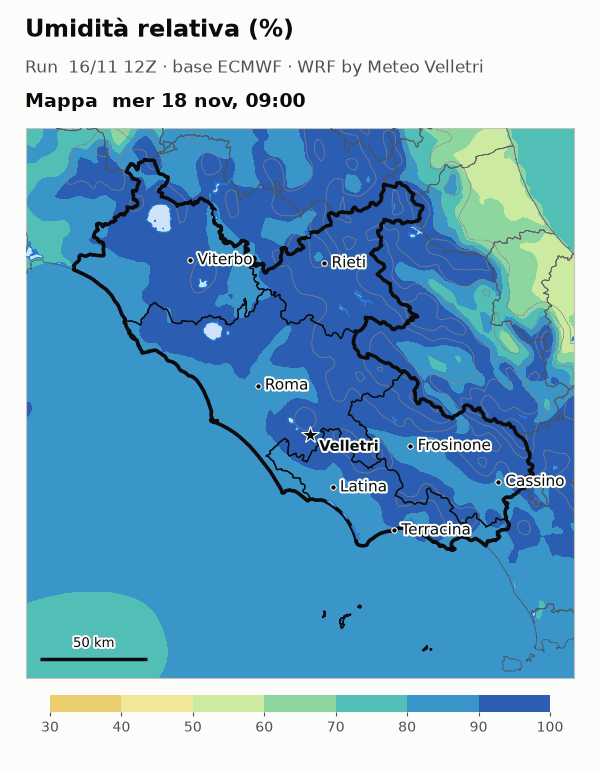 Umidità relativa (%)
Run  16/11 12Z · base ECMWF · WRF by Meteo Velletri
Mappa  mer 18 nov, 09:00
Viterbo
Rieti
Roma
Velletri
Frosinone
Cassino
Latina
Terracina
50 km
30 40 50 60 70 80 90 100